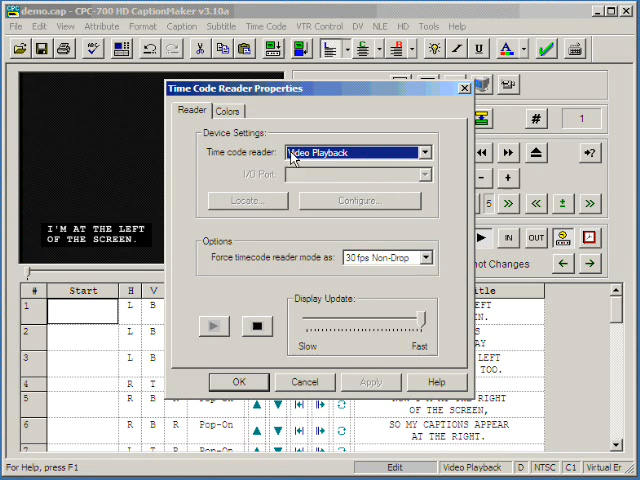 demo.cap - CPC-700 HD CaptionMaker v3.10a
File Edit View Attribute Format Caption Subtitle Time Code VTR Control DV NLE HD Tools Help
I'M AT THE LEFT
OF THE SCREEN.
Time Code Reader Properties
Reader Colors
Device Settings:
Time code reader: Video Playback
I/O Port:
Locate... Configure...
Options
Force timecode reader mode as: 30 fps Non-Drop
Display Update:
Slow Fast
OK Cancel Apply Help
# 1
5
IN OUT
not Changes
# Start H V Title
1 L B EFT
N.
2 L B S
AY
3 L B LEFT
TOO.
4 R T
5 R B R Pop-On
OF THE SCREEN,
6 R B R Pop-On SO MY CAPTIONS APPEAR
AT THE RIGHT.
For Help, press F1 Edit Video Playback D NTSC C1 Virtual Er